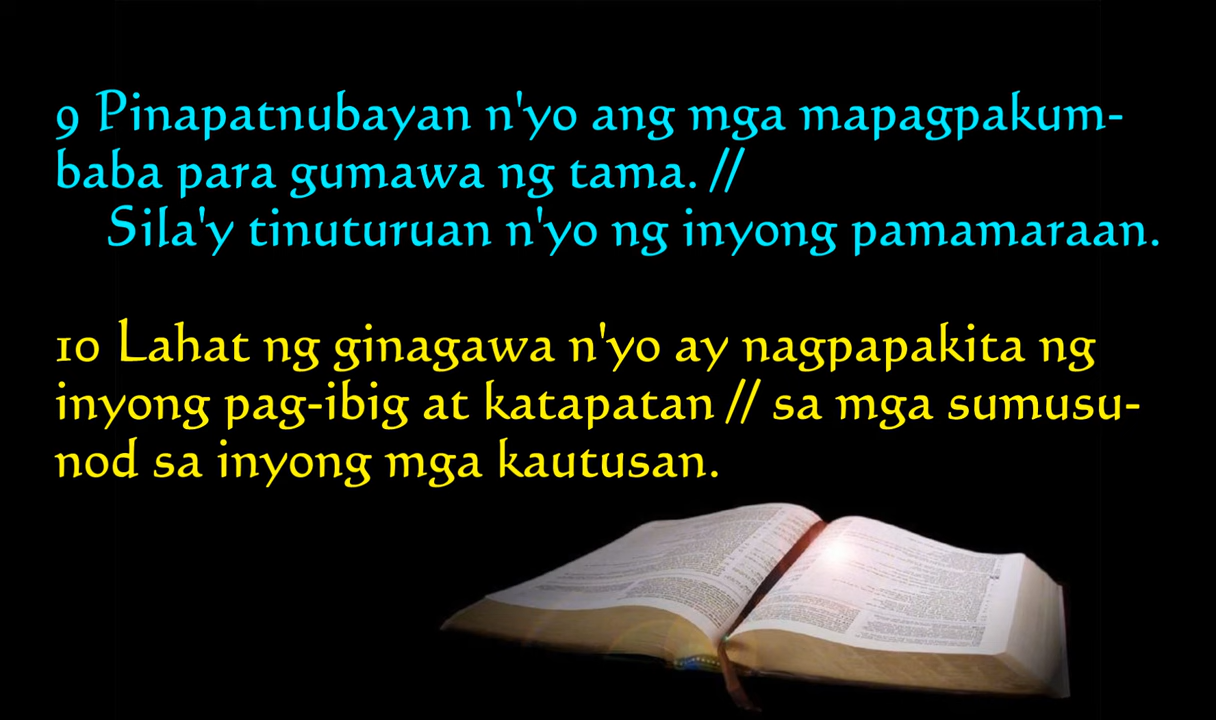 9 Pinapatnubayan n'yo ang mga mapagpakum-
baba para gumawa ng tama. //
Sila'y tinuturuan n'yo ng inyong pamamaraan.
10 Lahat ng ginagawa n'yo ay nagpapakita ng
inyong pag-ibig at katapatan // sa mga sumusu-
nod sa inyong mga kautusan.